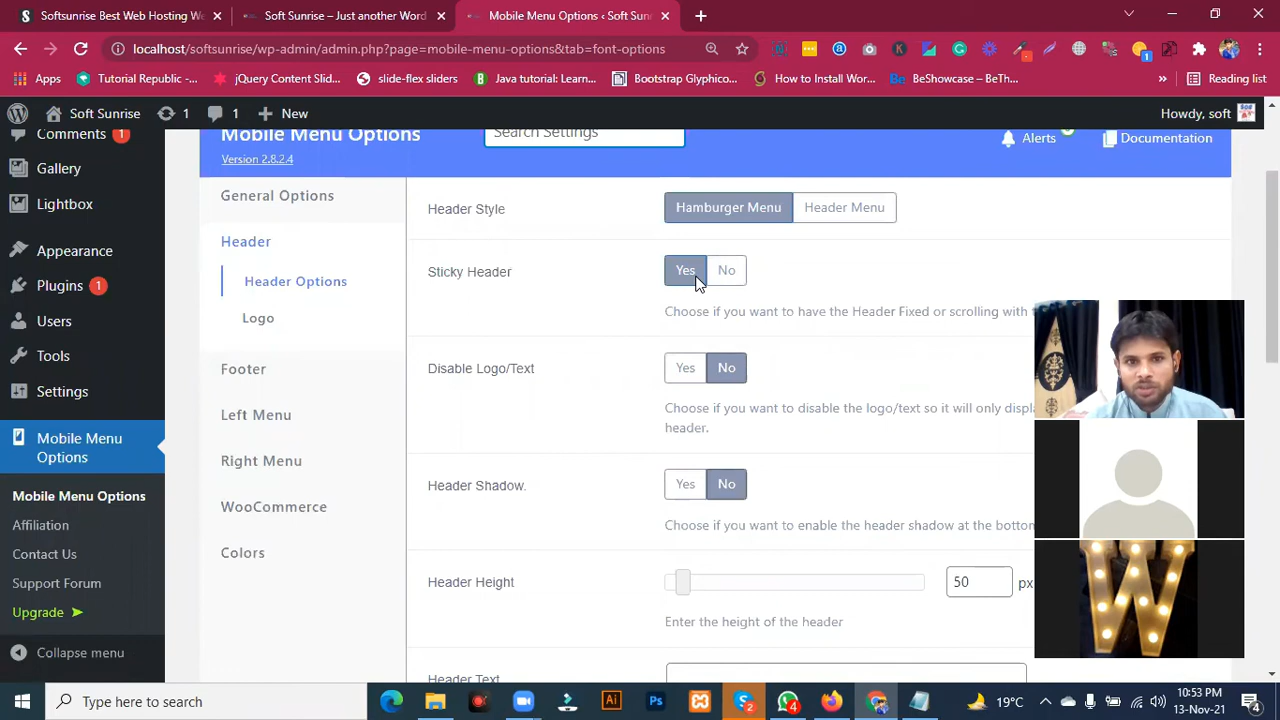 Softsunrise Best Web Hosting W
Soft Sunrise – Just another Word
Mobile Menu Options ‹ Soft Sun
localhost/softsunrise/wp-admin/admin.php?page=mobile-menu-options&tab=font-options
Apps
Tutorial Republic -...
jQuery Content Slid...
slide-flex sliders
Java tutorial: Learn...
Bootstrap Glyphico...
How to Install Wor...
BeShowcase – BeTh...
»
Reading list
Soft Sunrise
1
1
New
Howdy, soft
Comments 1
Gallery
Lightbox
Appearance
Plugins 1
Users
Tools
Settings
Mobile Menu
Options
Mobile Menu Options
Affiliation
Contact Us
Support Forum
Upgrade
Collapse menu
Mobile Menu Options
Version 2.8.2.4
Search Settings
Alerts
Documentation
General Options
Header
Header Options
Logo
Footer
Left Menu
Right Menu
WooCommerce
Colors
Header Style
Hamburger Menu
Header Menu
Sticky Header
Yes
No
Choose if you want to have the Header Fixed or scrolling with
Disable Logo/Text
Yes
No
Choose if you want to disable the logo/text so it will only displa
header.
Header Shadow.
Yes
No
Choose if you want to enable the header shadow at the bottom
Header Height
50
px
Enter the height of the header
Header Text
W
Type here to search
Ai
Ps
2
4
19°C
10:53 PM
13-Nov-21
4